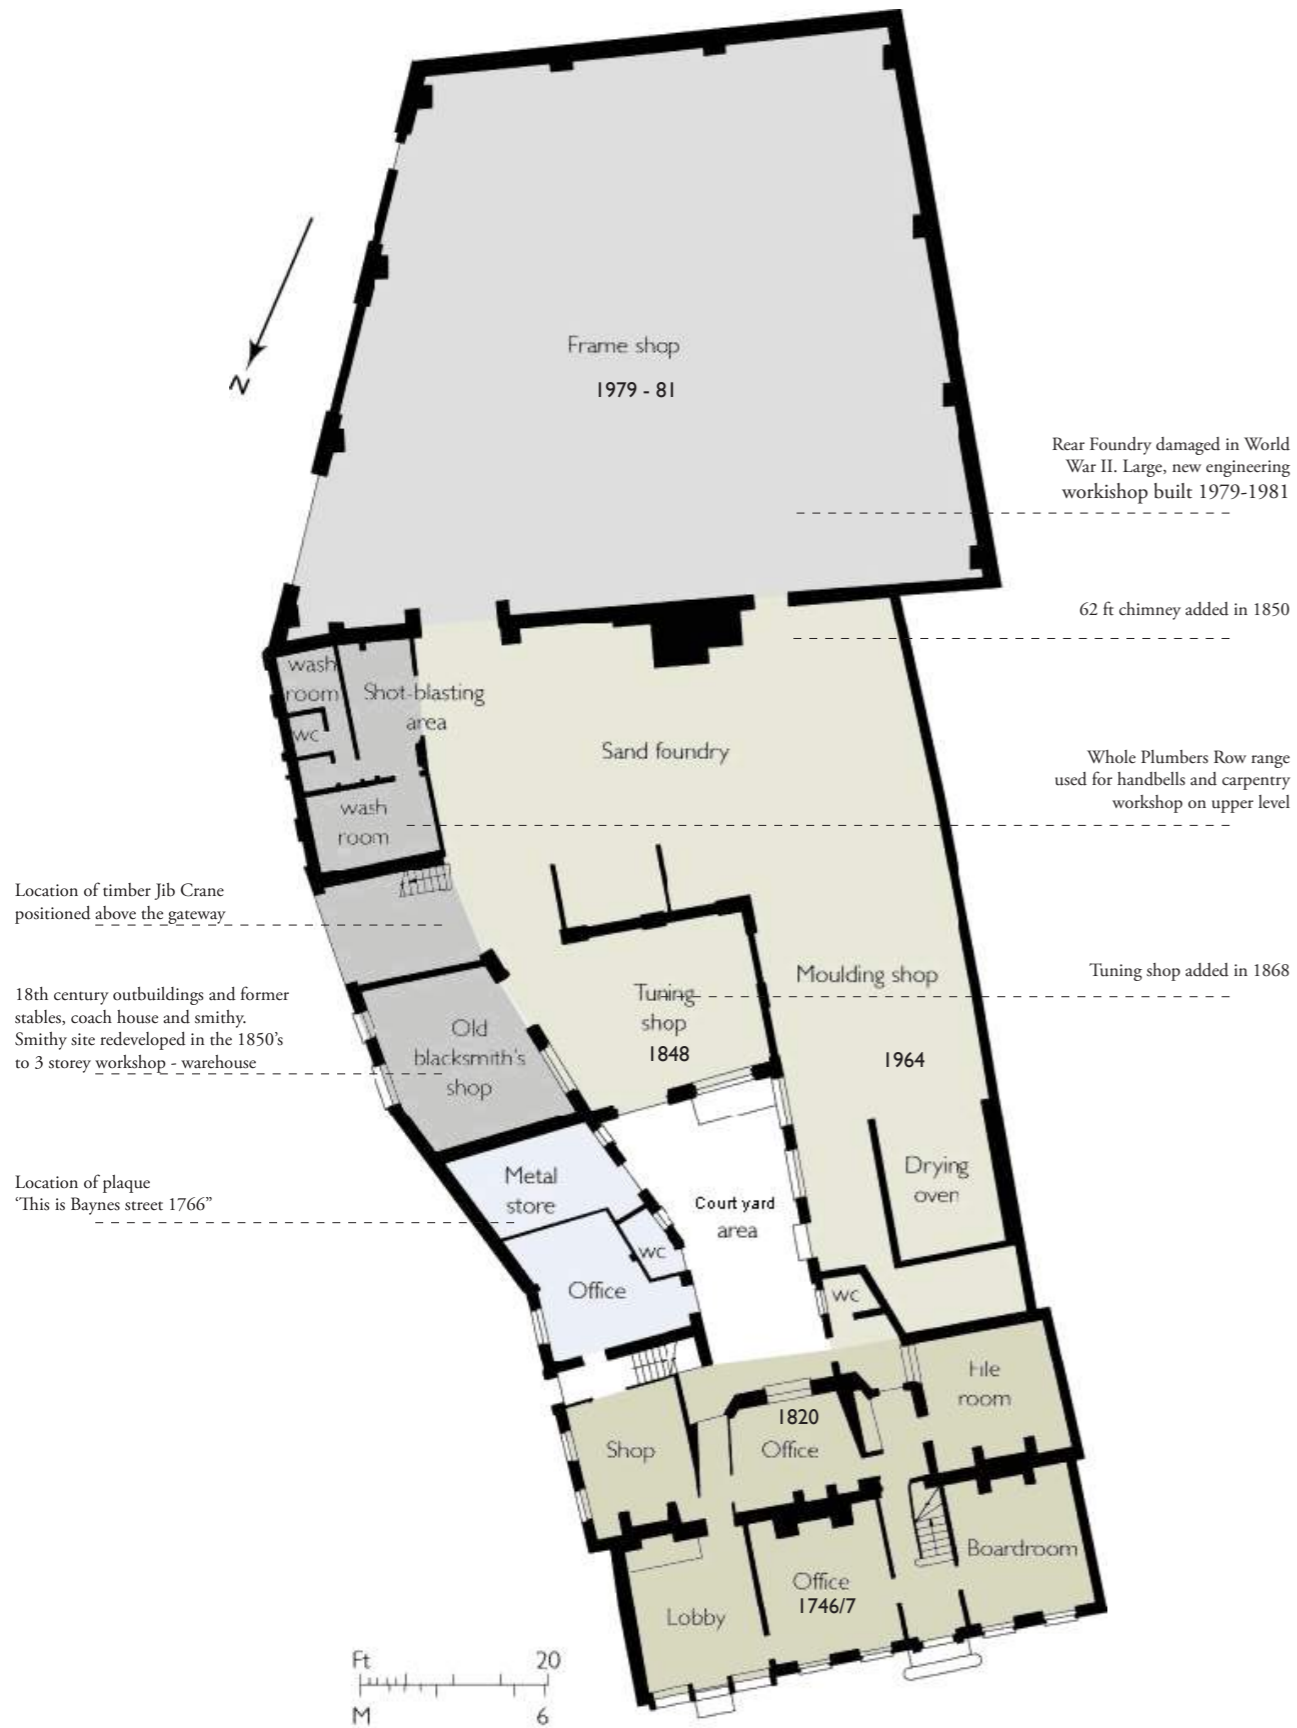 Frame shop
1979 - 81
N
Rear Foundry damaged in World
War II. Large, new engineering
workishop built 1979-1981
62 ft chimney added in 1850
wash
room
Shot-blasting
area
wc
Sand foundry
wash
room
Whole Plumbers Row range
used for handbells and carpentry
workshop on upper level
Location of timber Jib Crane
positioned above the gateway
Tuning
shop
1848
Moulding shop
1964
Tuning shop added in 1868
18th century outbuildings and former
stables, coach house and smithy.
Smithy site redeveloped in the 1850's
to 3 storey workshop - warehouse
Old
blacksmith's
shop
Location of plaque
'This is Baynes street 1766"
Metal
store
wc
Office
Court yard
area
Drying
oven
wc
File
room
Shop
1820
Office
Boardroom
Office
1746/7
Lobby
Ft 20
M 6